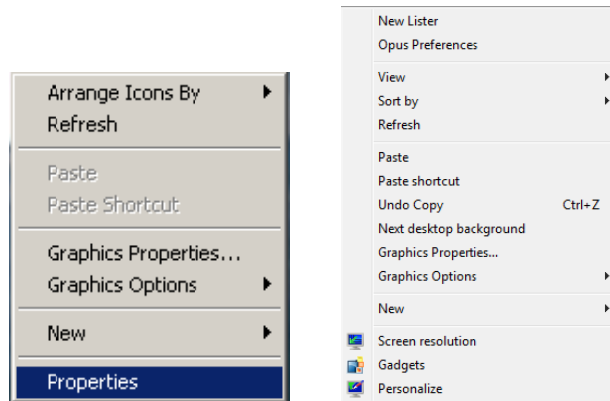 Arrange Icons By
Refresh
Paste
Paste Shortcut
Graphics Properties...
Graphics Options
New
Properties
New Lister
Opus Preferences
View
Sort by
Refresh
Paste
Paste shortcut
Undo Copy Ctrl+Z
Next desktop background
Graphics Properties...
Graphics Options
New
Screen resolution
Gadgets
Personalize